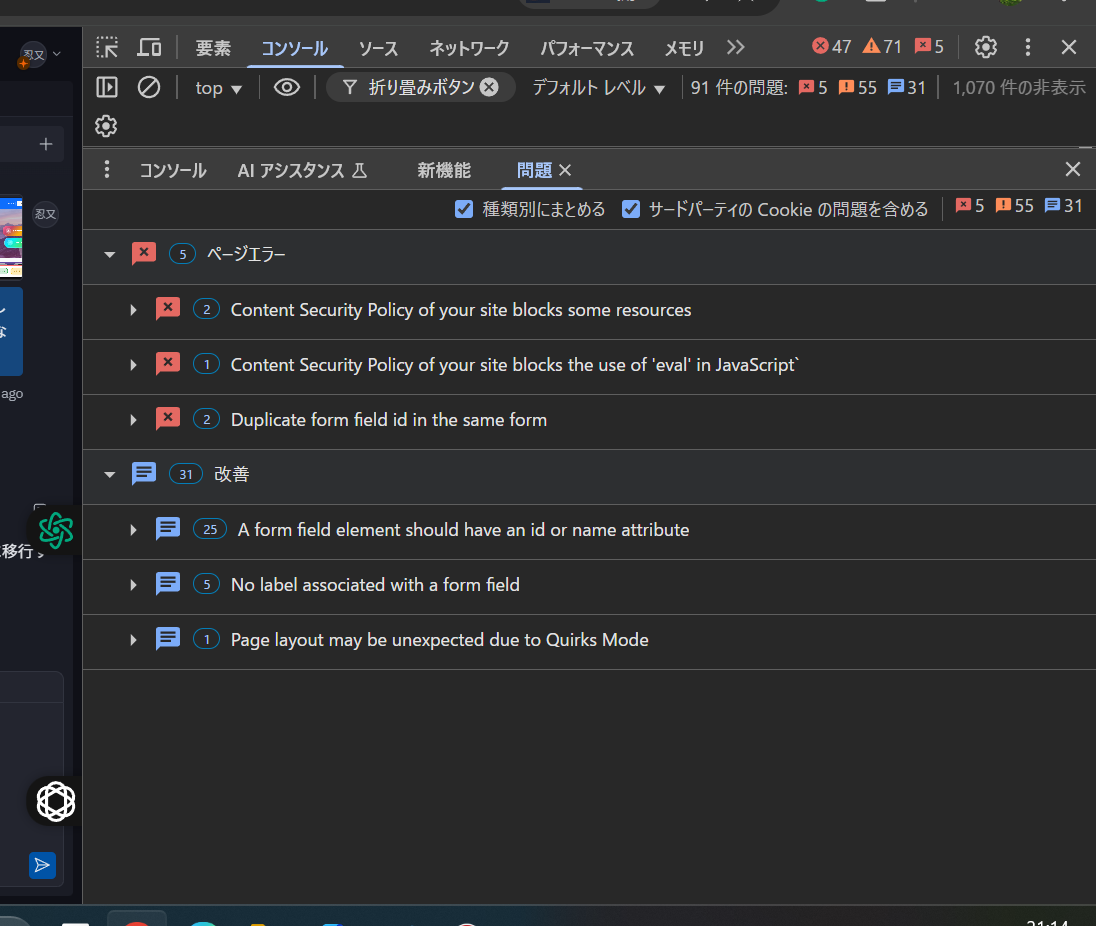 忍又
要素 コンソール ソース ネットワーク パフォーマンス メモリ 47 71 5
top デフォルト レベル 折り畳みボタン 91 件の問題: 5 55 31 1,070 件の非表示
コンソール AI アシスタンス 新機能 問題
種類別にまとめる サードパーティの Cookie の問題を含める 5 55 31
忍又
5 ページエラー
2 Content Security Policy of your site blocks some resources
1 Content Security Policy of your site blocks the use of 'eval' in JavaScript`
ago
2 Duplicate form field id in the same form
31 改善
25 A form field element should have an id or name attribute
移行
5 No label associated with a form field
1 Page layout may be unexpected due to Quirks Mode